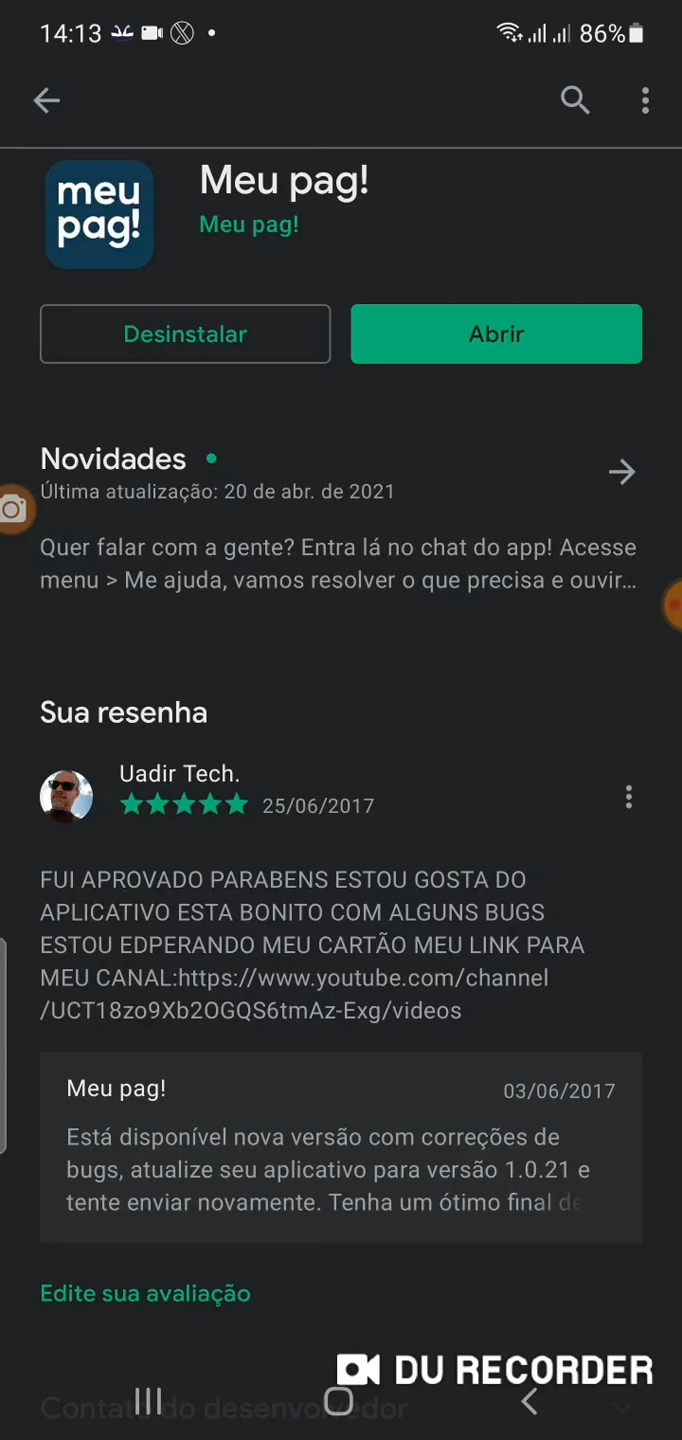 14:13 86%
meu
pag!
Meu pag!
Meu pag!
Desinstalar
Abrir
Novidades
Última atualização: 20 de abr. de 2021
Quer falar com a gente? Entra lá no chat do app! Acesse
menu > Me ajuda, vamos resolver o que precisa e ouvir...
Sua resenha
Uadir Tech.
25/06/2017
FUI APROVADO PARABENS ESTOU GOSTA DO
APLICATIVO ESTA BONITO COM ALGUNS BUGS
ESTOU EDPERANDO MEU CARTÃO MEU LINK PARA
MEU CANAL:https://www.youtube.com/channel
/UCT18zo9Xb2OGQS6tmAz-Exg/videos
Meu pag!
03/06/2017
Está disponível nova versão com correções de
bugs, atualize seu aplicativo para versão 1.0.21 e
tente enviar novamente. Tenha um ótimo final de
Edite sua avaliação
DU RECORDER
Contato do desenvolvedor